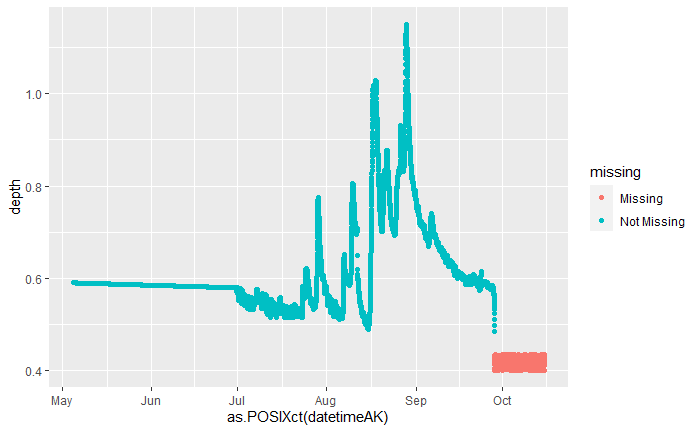 1.0
0.8
0.6
0.4
depth
May Jun Jul Aug Sep Oct
as.POSIXct(datetimeAK)
missing
Missing
Not Missing